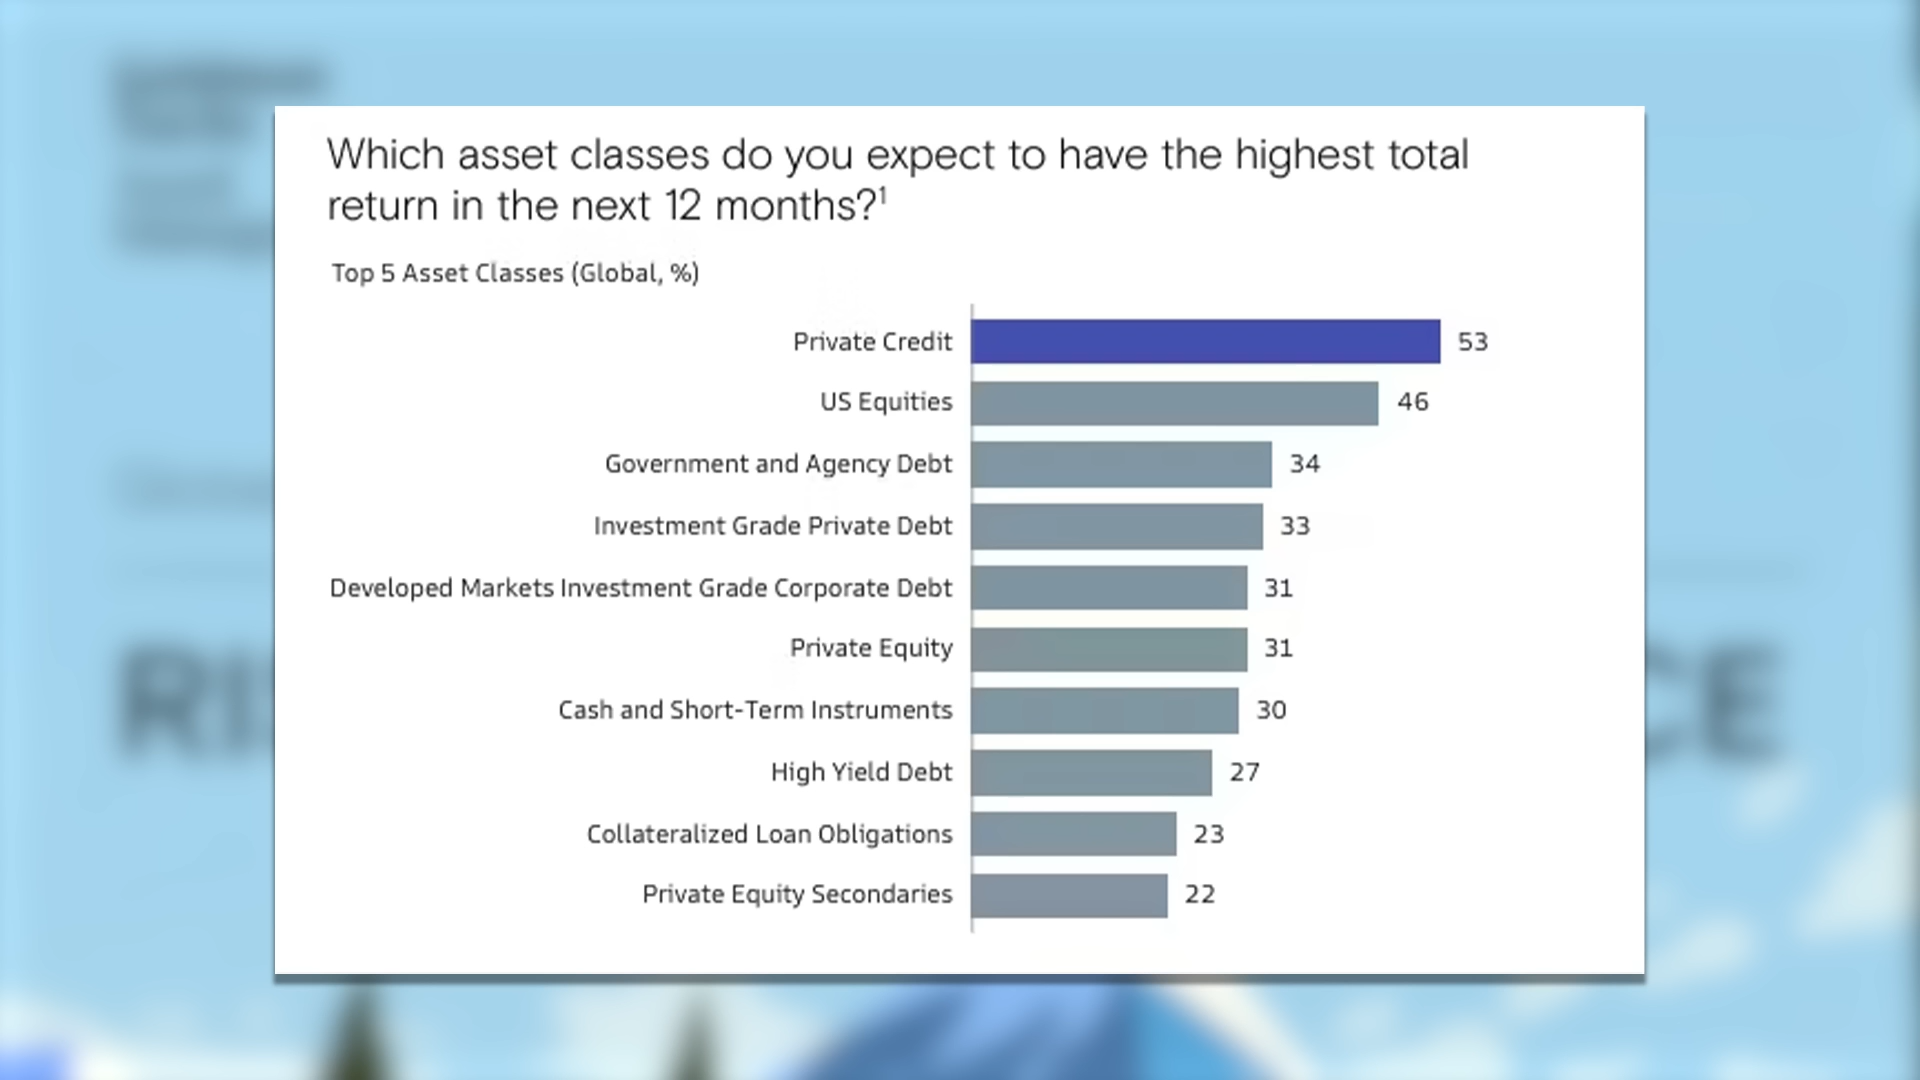 Which asset classes do you expect to have the highest total
return in the next 12 months?¹
Top 5 Asset Classes (Global, %)
Private Credit 53
US Equities 46
Government and Agency Debt 34
Investment Grade Private Debt 33
Developed Markets Investment Grade Corporate Debt 31
Private Equity 31
Cash and Short-Term Instruments 30
High Yield Debt 27
Collateralized Loan Obligations 23
Private Equity Secondaries 22